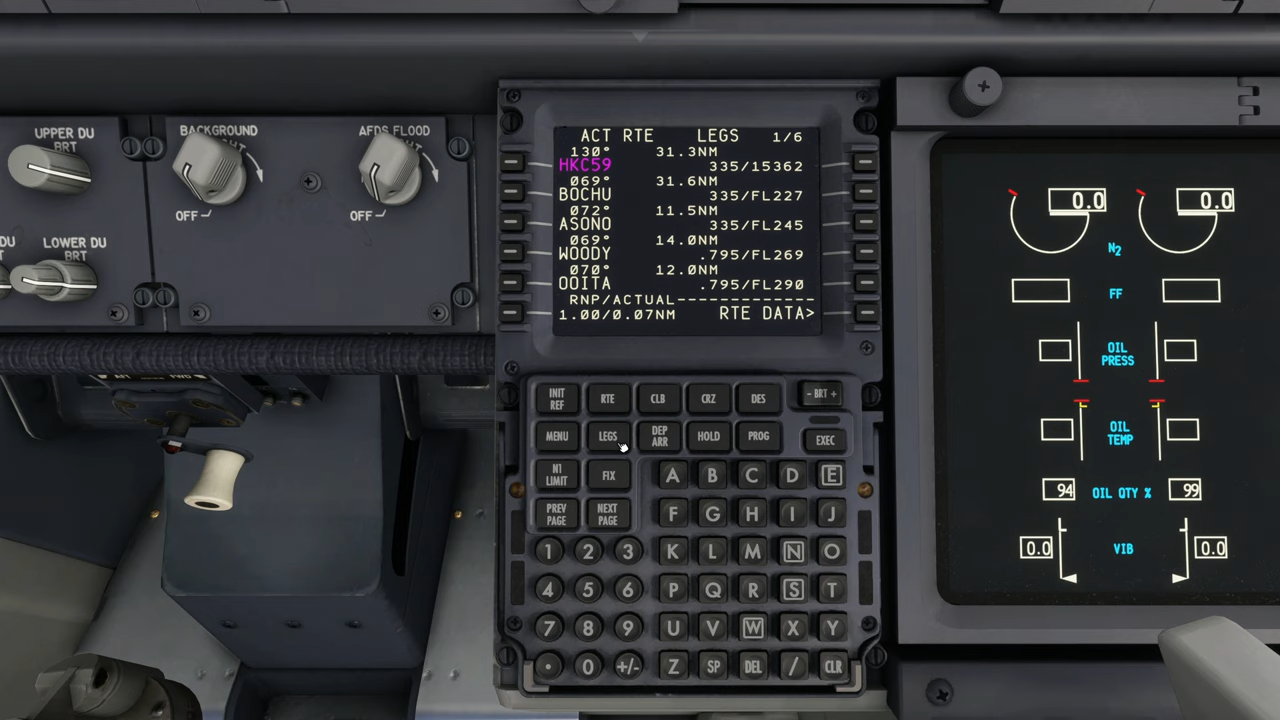 UPPER DU
BRT
BACKGROUND
AFDS FLOOD
OFF
OFF
LOWER DU
BRT
DU
ACT RTE LEGS 1/6
130° 31.3NM
HKC59 335/15362
069° 31.6NM
BOCHU 335/FL227
072° 11.5NM
ASONO 335/FL245
069° 14.0NM
WOODY .795/FL269
070° 12.0NM
OOITA .795/FL290
RNP/ACTUAL--------------
1.00/0.07NM RTE DATA>
INIT
REF
RTE
CLB
CRZ
DES
- BRT +
MENU
LEGS
DEP
ARR
HOLD
PROG
EXEC
N1
LIMIT
FIX
PREV
PAGE
NEXT
PAGE
A B C D E
F G H I J
1 2 3 K L M N O
4 5 6 P Q R S T
7 8 9 U V W X Y
. 0 +/- Z SP DEL / CLR
0.0 0.0
N2
FF
OIL
PRESS
OIL
TEMP
94 OIL QTY % 99
0.0 VIB 0.0